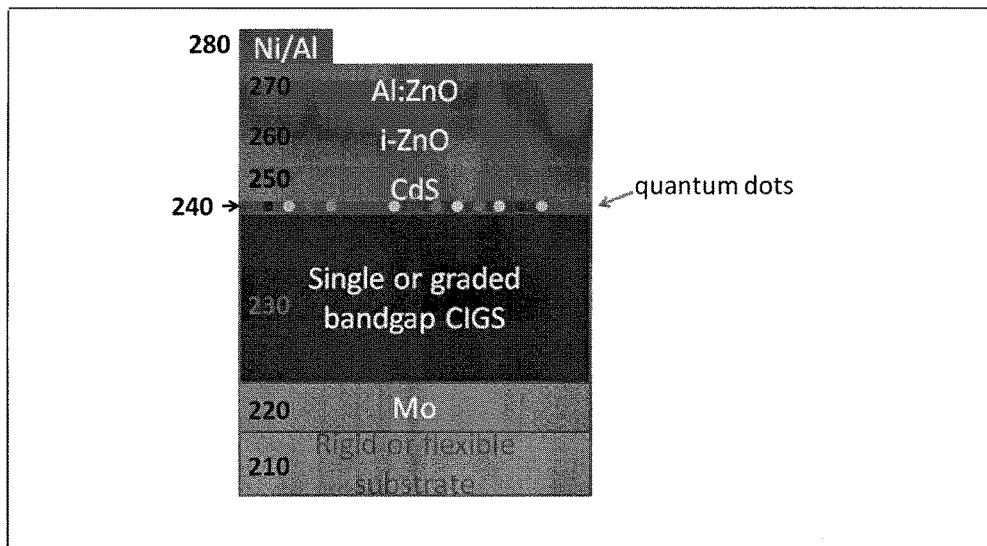 280 Ni/Al
270 Al:ZnO
260 i-ZnO
250 CdS
240 quantum dots
Single or graded
230 bandgap CIGS
220 Mo
Rigid or flexible
210 substrate